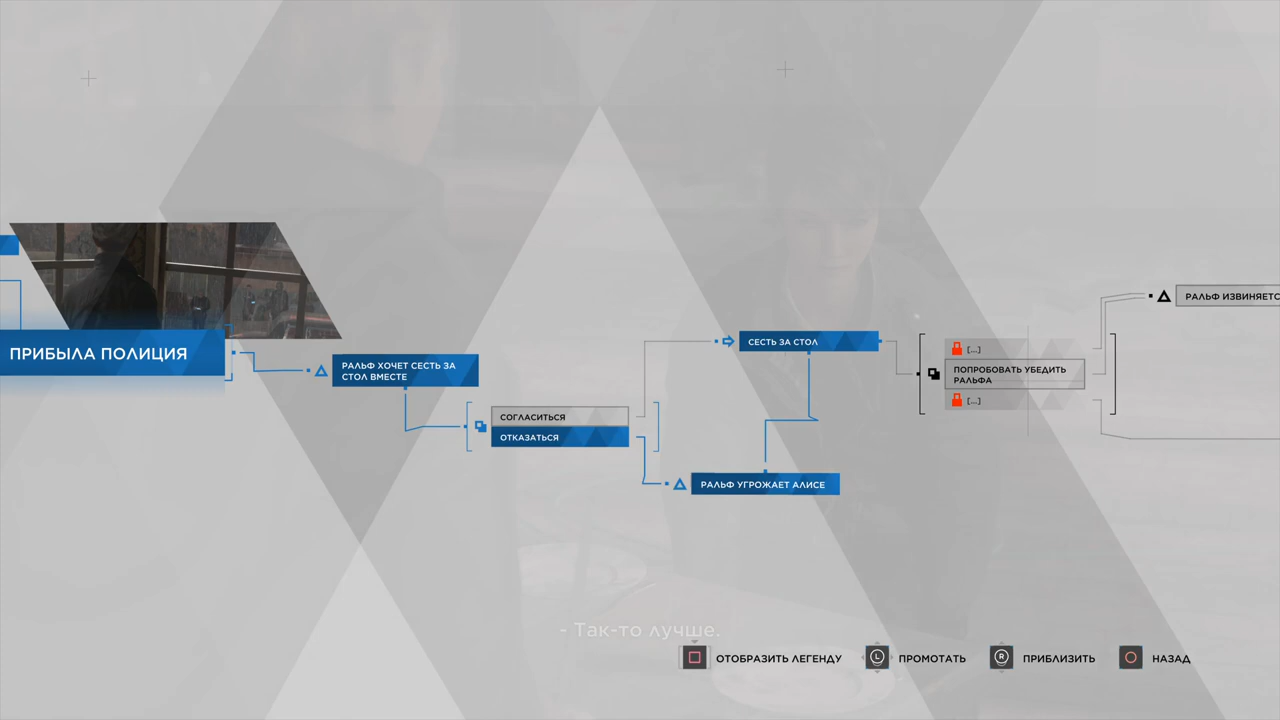 ПРИБЫЛА ПОЛИЦИЯ
РАЛЬФ ХОЧЕТ СЕСТЬ ЗА
СТОЛ ВМЕСТЕ
СОГЛАСИТЬСЯ
ОТКАЗАТЬСЯ
СЕСТЬ ЗА СТОЛ
РАЛЬФ УГРОЖАЕТ АЛИСЕ
[...]
ПОПРОБОВАТЬ УБЕДИТЬ
РАЛЬФА
[...]
РАЛЬФ ИЗВИНЯЕТС
- Так-то лучше.
ОТОБРАЗИТЬ ЛЕГЕНДУ
L ПРОМОТАТЬ
R ПРИБЛИЗИТЬ
НАЗАД